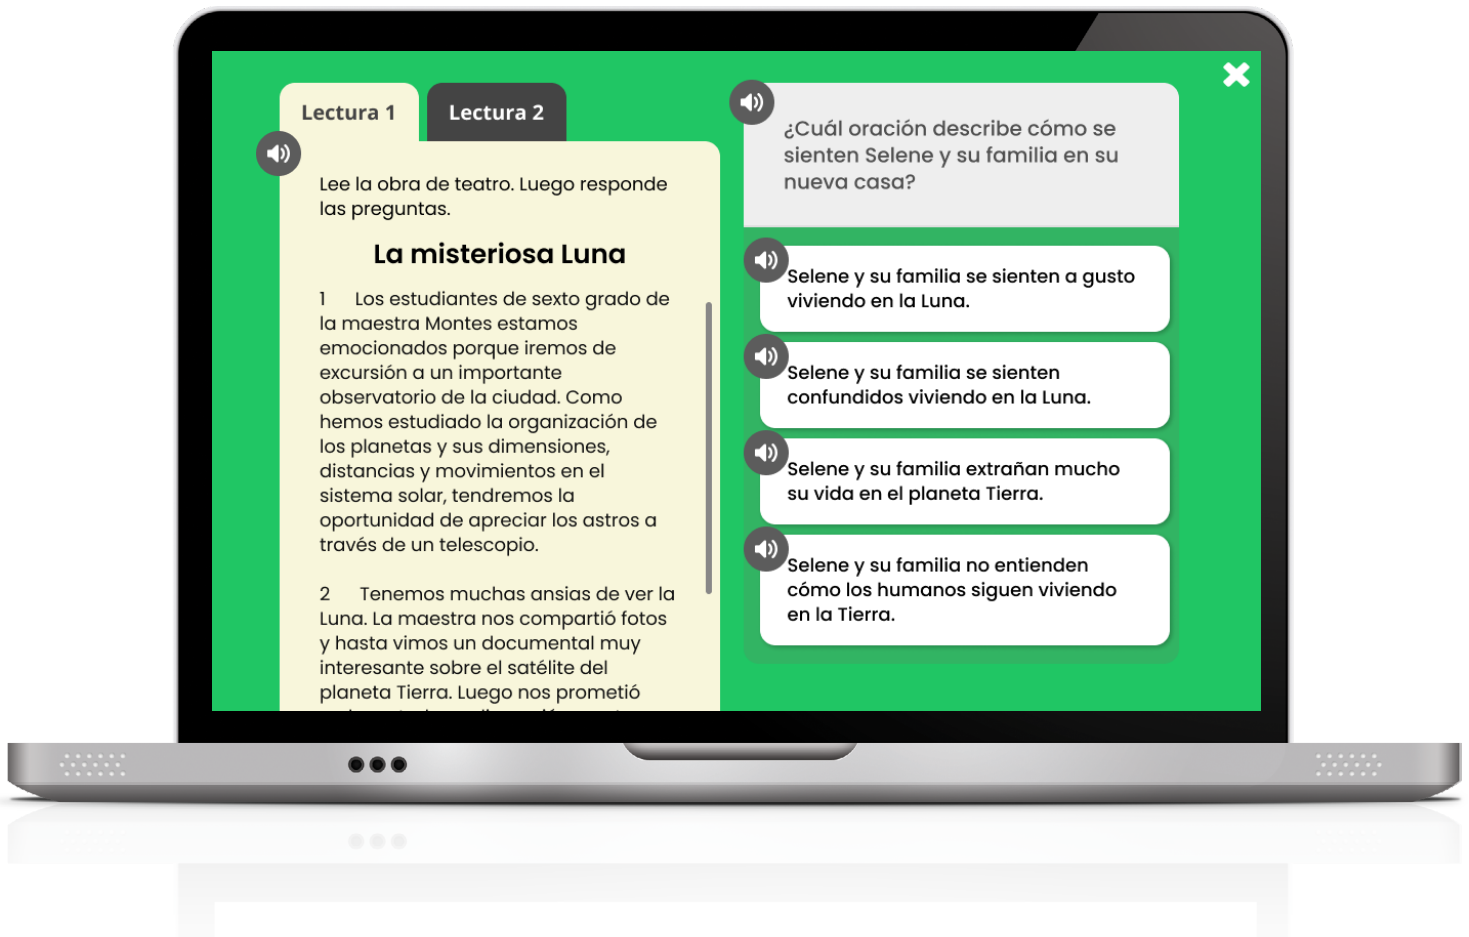 Lectura 1
Lectura 2
Lee la obra de teatro. Luego responde
las preguntas.
La misteriosa Luna
1 Los estudiantes de sexto grado de
la maestra Montes estamos
emocionados porque iremos de
excursión a un importante
observatorio de la ciudad. Como
hemos estudiado la organización de
los planetas y sus dimensiones,
distancias y movimientos en el
sistema solar, tendremos la
oportunidad de apreciar los astros a
través de un telescopio.
2 Tenemos muchas ansias de ver la
Luna. La maestra nos compartió fotos
y hasta vimos un documental muy
interesante sobre el satélite del
planeta Tierra. Luego nos prometió
¿Cuál oración describe cómo se
sienten Selene y su familia en su
nueva casa?
Selene y su familia se sienten a gusto
viviendo en la Luna.
Selene y su familia se sienten
confundidos viviendo en la Luna.
Selene y su familia extrañan mucho
su vida en el planeta Tierra.
Selene y su familia no entienden
cómo los humanos siguen viviendo
en la Tierra.